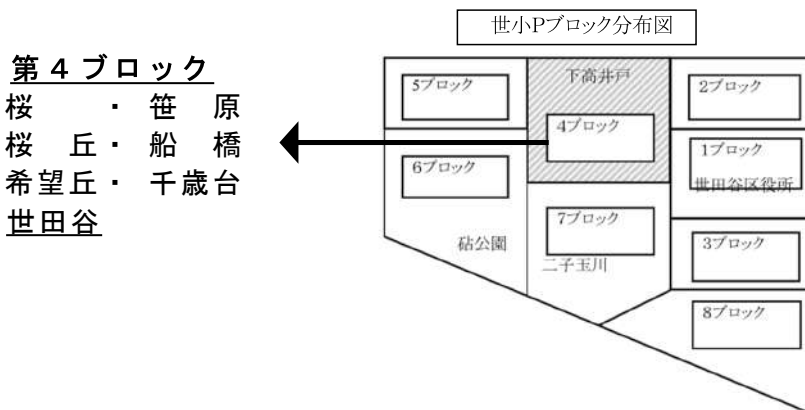 世小Pブロック分布図
第4ブロック
桜　　・笹　原
桜　丘・船　橋
希望丘・　千歳台
世田谷
5ブロック
下高井戸
2ブロック
4ブロック
1ブロック
6ブロック
世田谷区役所
7ブロック
砧公園
3ブロック
二子玉川
8ブロック